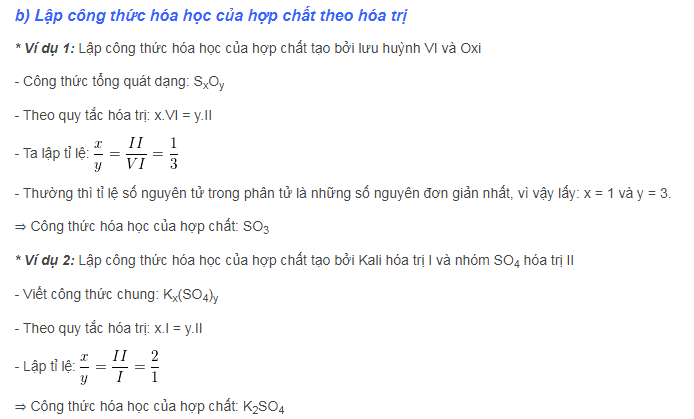 b) Lập công thức hóa học của hợp chất theo hóa trị
* Ví dụ 1: Lập công thức hóa học của hợp chất tạo bởi lưu huỳnh VI và Oxi
- Công thức tổng quát dạng: SₓOᵧ
- Theo quy tắc hóa trị: x.VI = y.II
- Ta lập tỉ lệ: x/y = II/VI = 1/3
- Thường thì tỉ lệ số nguyên tử trong phân tử là những số nguyên đơn giản nhất, vì vậy lấy: x = 1 và y = 3.
⇒ Công thức hóa học của hợp chất: SO₃
* Ví dụ 2: Lập công thức hóa học của hợp chất tạo bởi Kali hóa trị I và nhóm SO₄ hóa trị II
- Viết công thức chung: Kₓ(SO₄)ᵧ
- Theo quy tắc hóa trị: x.I = y.II
- Lập tỉ lệ: x/y = II/I = 2/1
⇒ Công thức hóa học của hợp chất: K₂SO₄